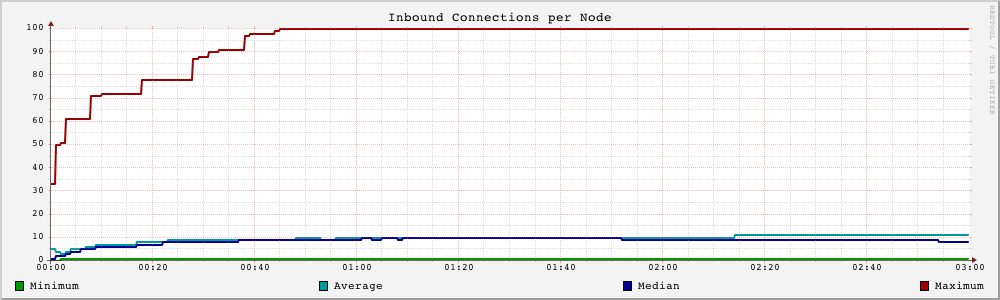 Inbound Connections per Node
RRDTOOL / TOBI OETIKER
100
90
80
70
60
50
40
30
20
10
0
00:00 00:20 00:40 01:00 01:20 01:40 02:00 02:20 02:40 03:00
Minimum Average Median Maximum